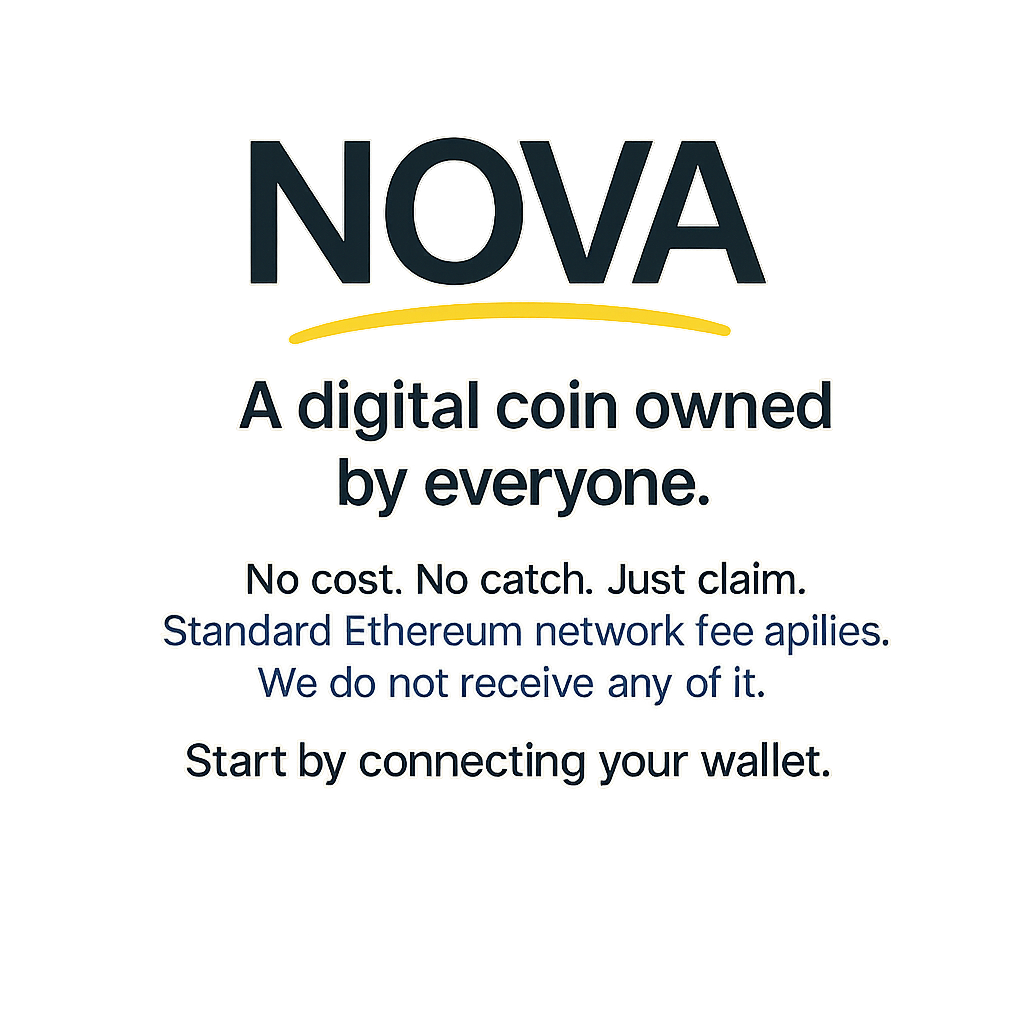 NOVA
A digital coin owned
by everyone.
No cost. No catch. Just claim.
Standard Ethereum network fee apilies.
We do not receive any of it.
Start by connecting your wallet.